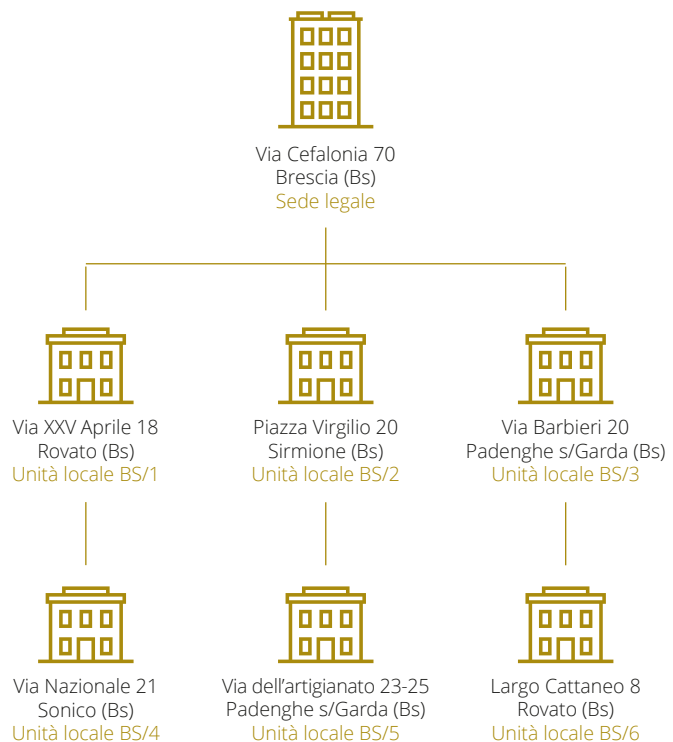 Via Cefalonia 70
Brescia (Bs)
Sede legale
Via XXV Aprile 18
Rovato (Bs)
Unità locale BS/1
Piazza Virgilio 20
Sirmione (Bs)
Unità locale BS/2
Via Barbieri 20
Padenghe s/Garda (Bs)
Unità locale BS/3
Via Nazionale 21
Sonico (Bs)
Unità locale BS/4
Via dell’artigianato 23-25
Padenghe s/Garda (Bs)
Unità locale BS/5
Largo Cattaneo 8
Rovato (Bs)
Unità locale BS/6